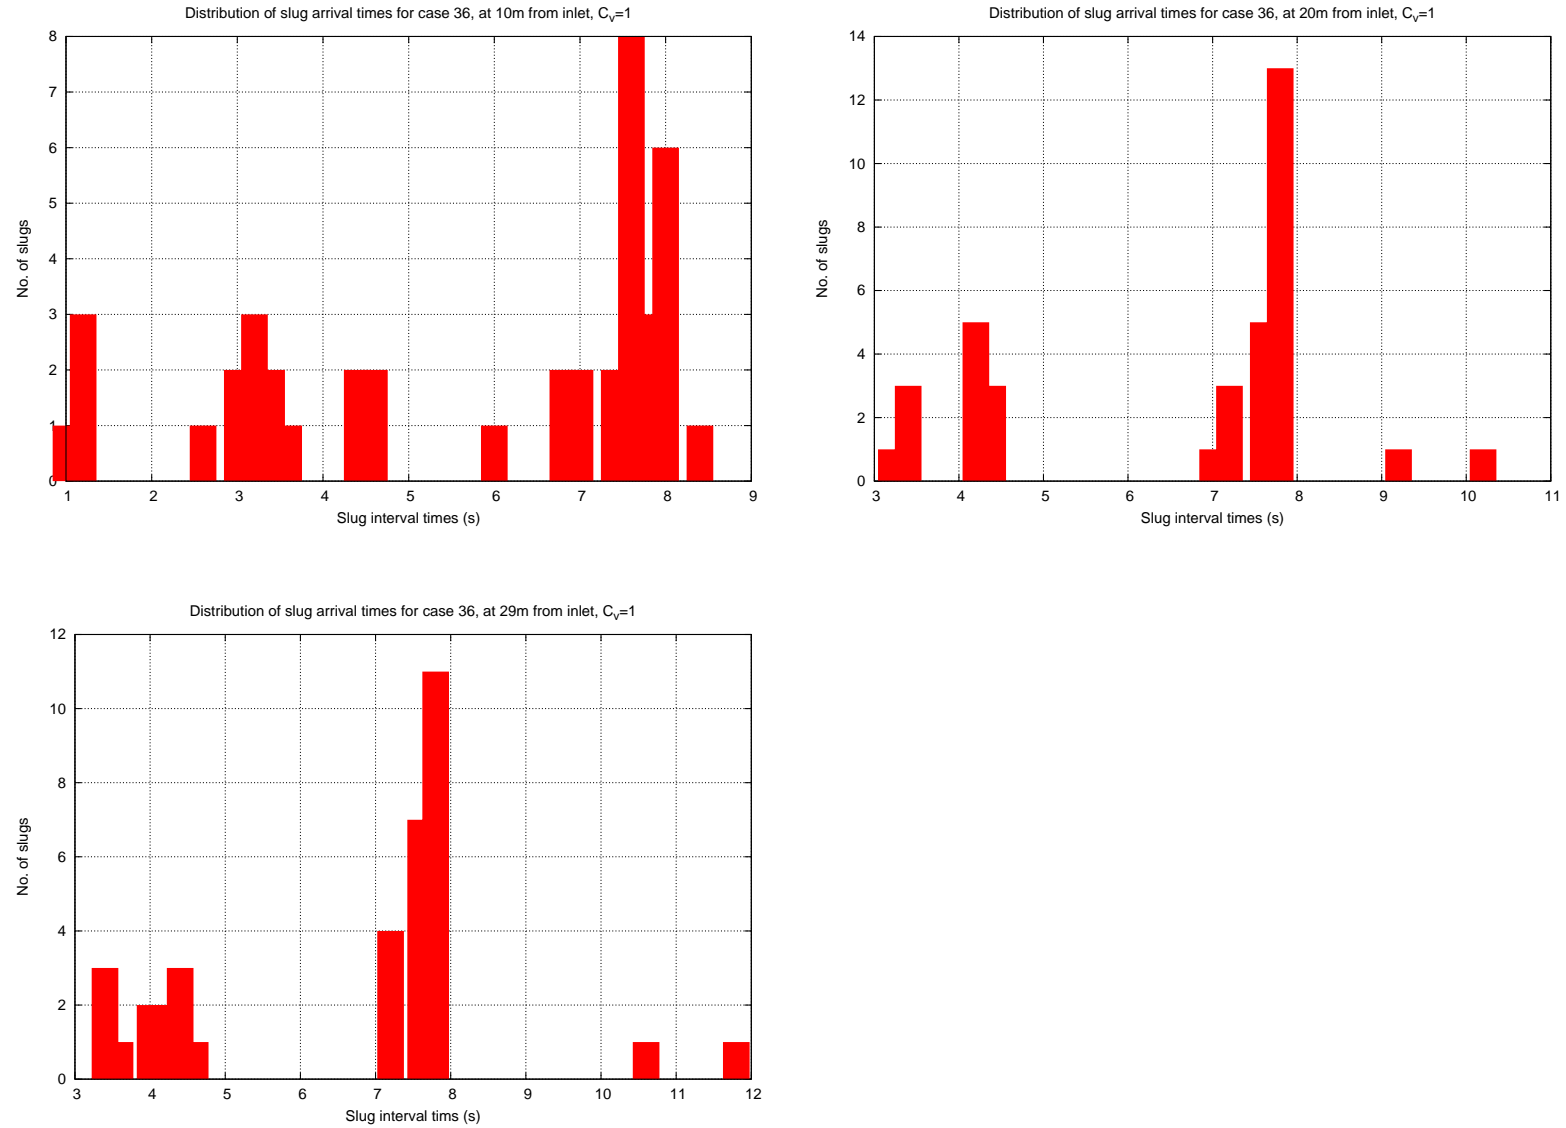 Distribution of slug arrival times for case 36, at 10m from inlet, Cv=1
8
7
6
5
4
3
2
1
0
No. of slugs
1 2 3 4 5 6 7 8 9
Slug interval times (s)
Distribution of slug arrival times for case 36, at 20m from inlet, Cv=1
14
12
10
8
6
4
2
0
No. of slugs
3 4 5 6 7 8 9 10 11
Slug interval times (s)
Distribution of slug arrival times for case 36, at 29m from inlet, Cv=1
12
10
8
6
4
2
0
No. of slugs
3 4 5 6 7 8 9 10 11 12
Slug interval tims (s)